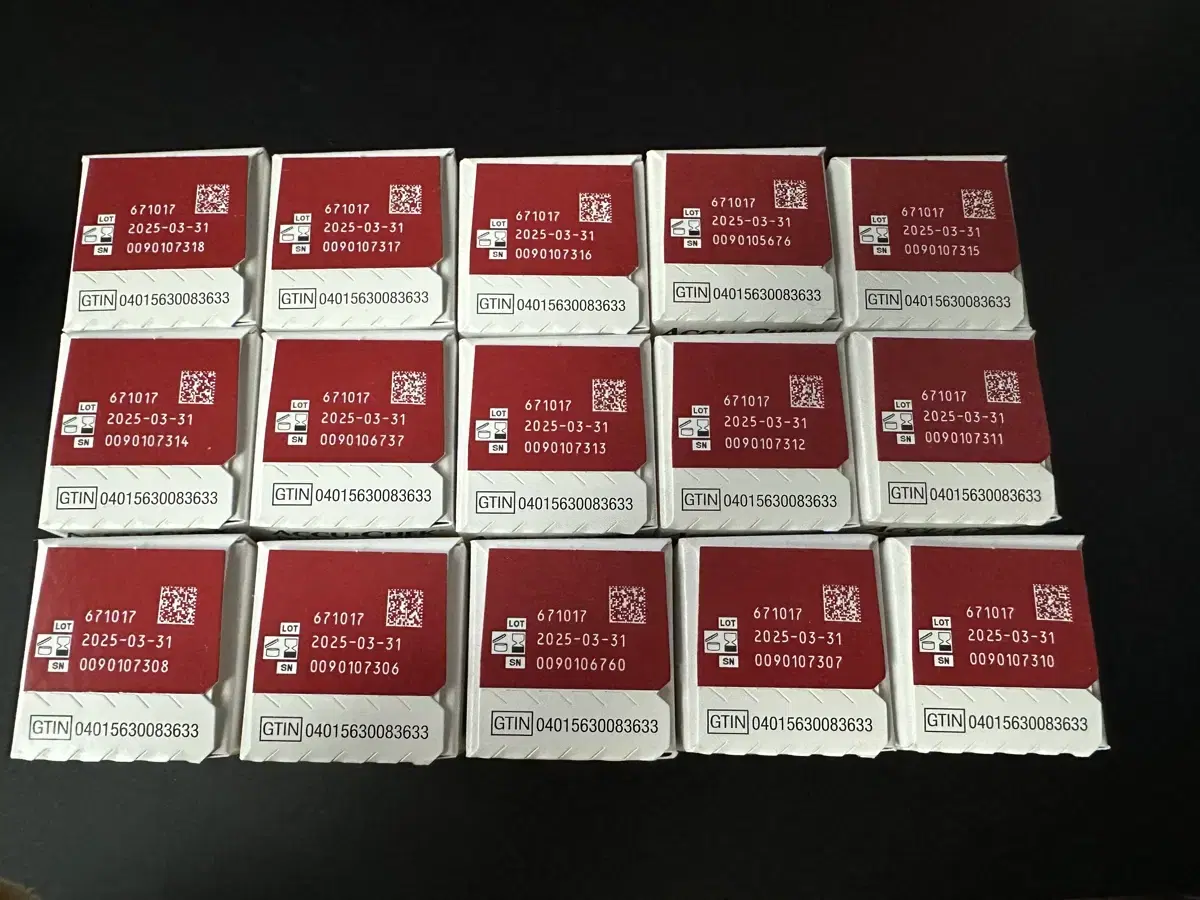 671017
LOT
2025-03-31
SN
0090107318
GTIN 04015630083633
671017
LOT
2025-03-31
SN
0090107317
GTIN 04015630083633
671017
LOT
2025-03-31
SN
0090107316
GTIN 04015630083633
671017
LOT
2025-03-31
SN
0090105676
GTIN 04015630083633
671017
LOT
2025-03-31
SN
0090107315
GTIN 04015630083633
ACCU-CHEK
671017
LOT
2025-03-31
SN
0090107314
GTIN 04015630083633
671017
LOT
2025-03-31
SN
0090106737
GTIN 04015630083633
671017
LOT
2025-03-31
SN
0090107313
GTIN 04015630083633
671017
LOT
2025-03-31
SN
0090107312
GTIN 04015630083633
671017
LOT
2025-03-31
SN
0090107311
GTIN 04015630083633
ACCU-CHEK
671017
LOT
2025-03-31
SN
0090107308
GTIN 04015630083633
671017
LOT
2025-03-31
SN
0090107306
GTIN 04015630083633
671017
LOT
2025-03-31
SN
0090106760
GTIN 04015630083633
671017
LOT
2025-03-31
SN
0090107307
GTIN 04015630083633
671017
LOT
2025-03-31
SN
0090107310
GTIN 04015630083633